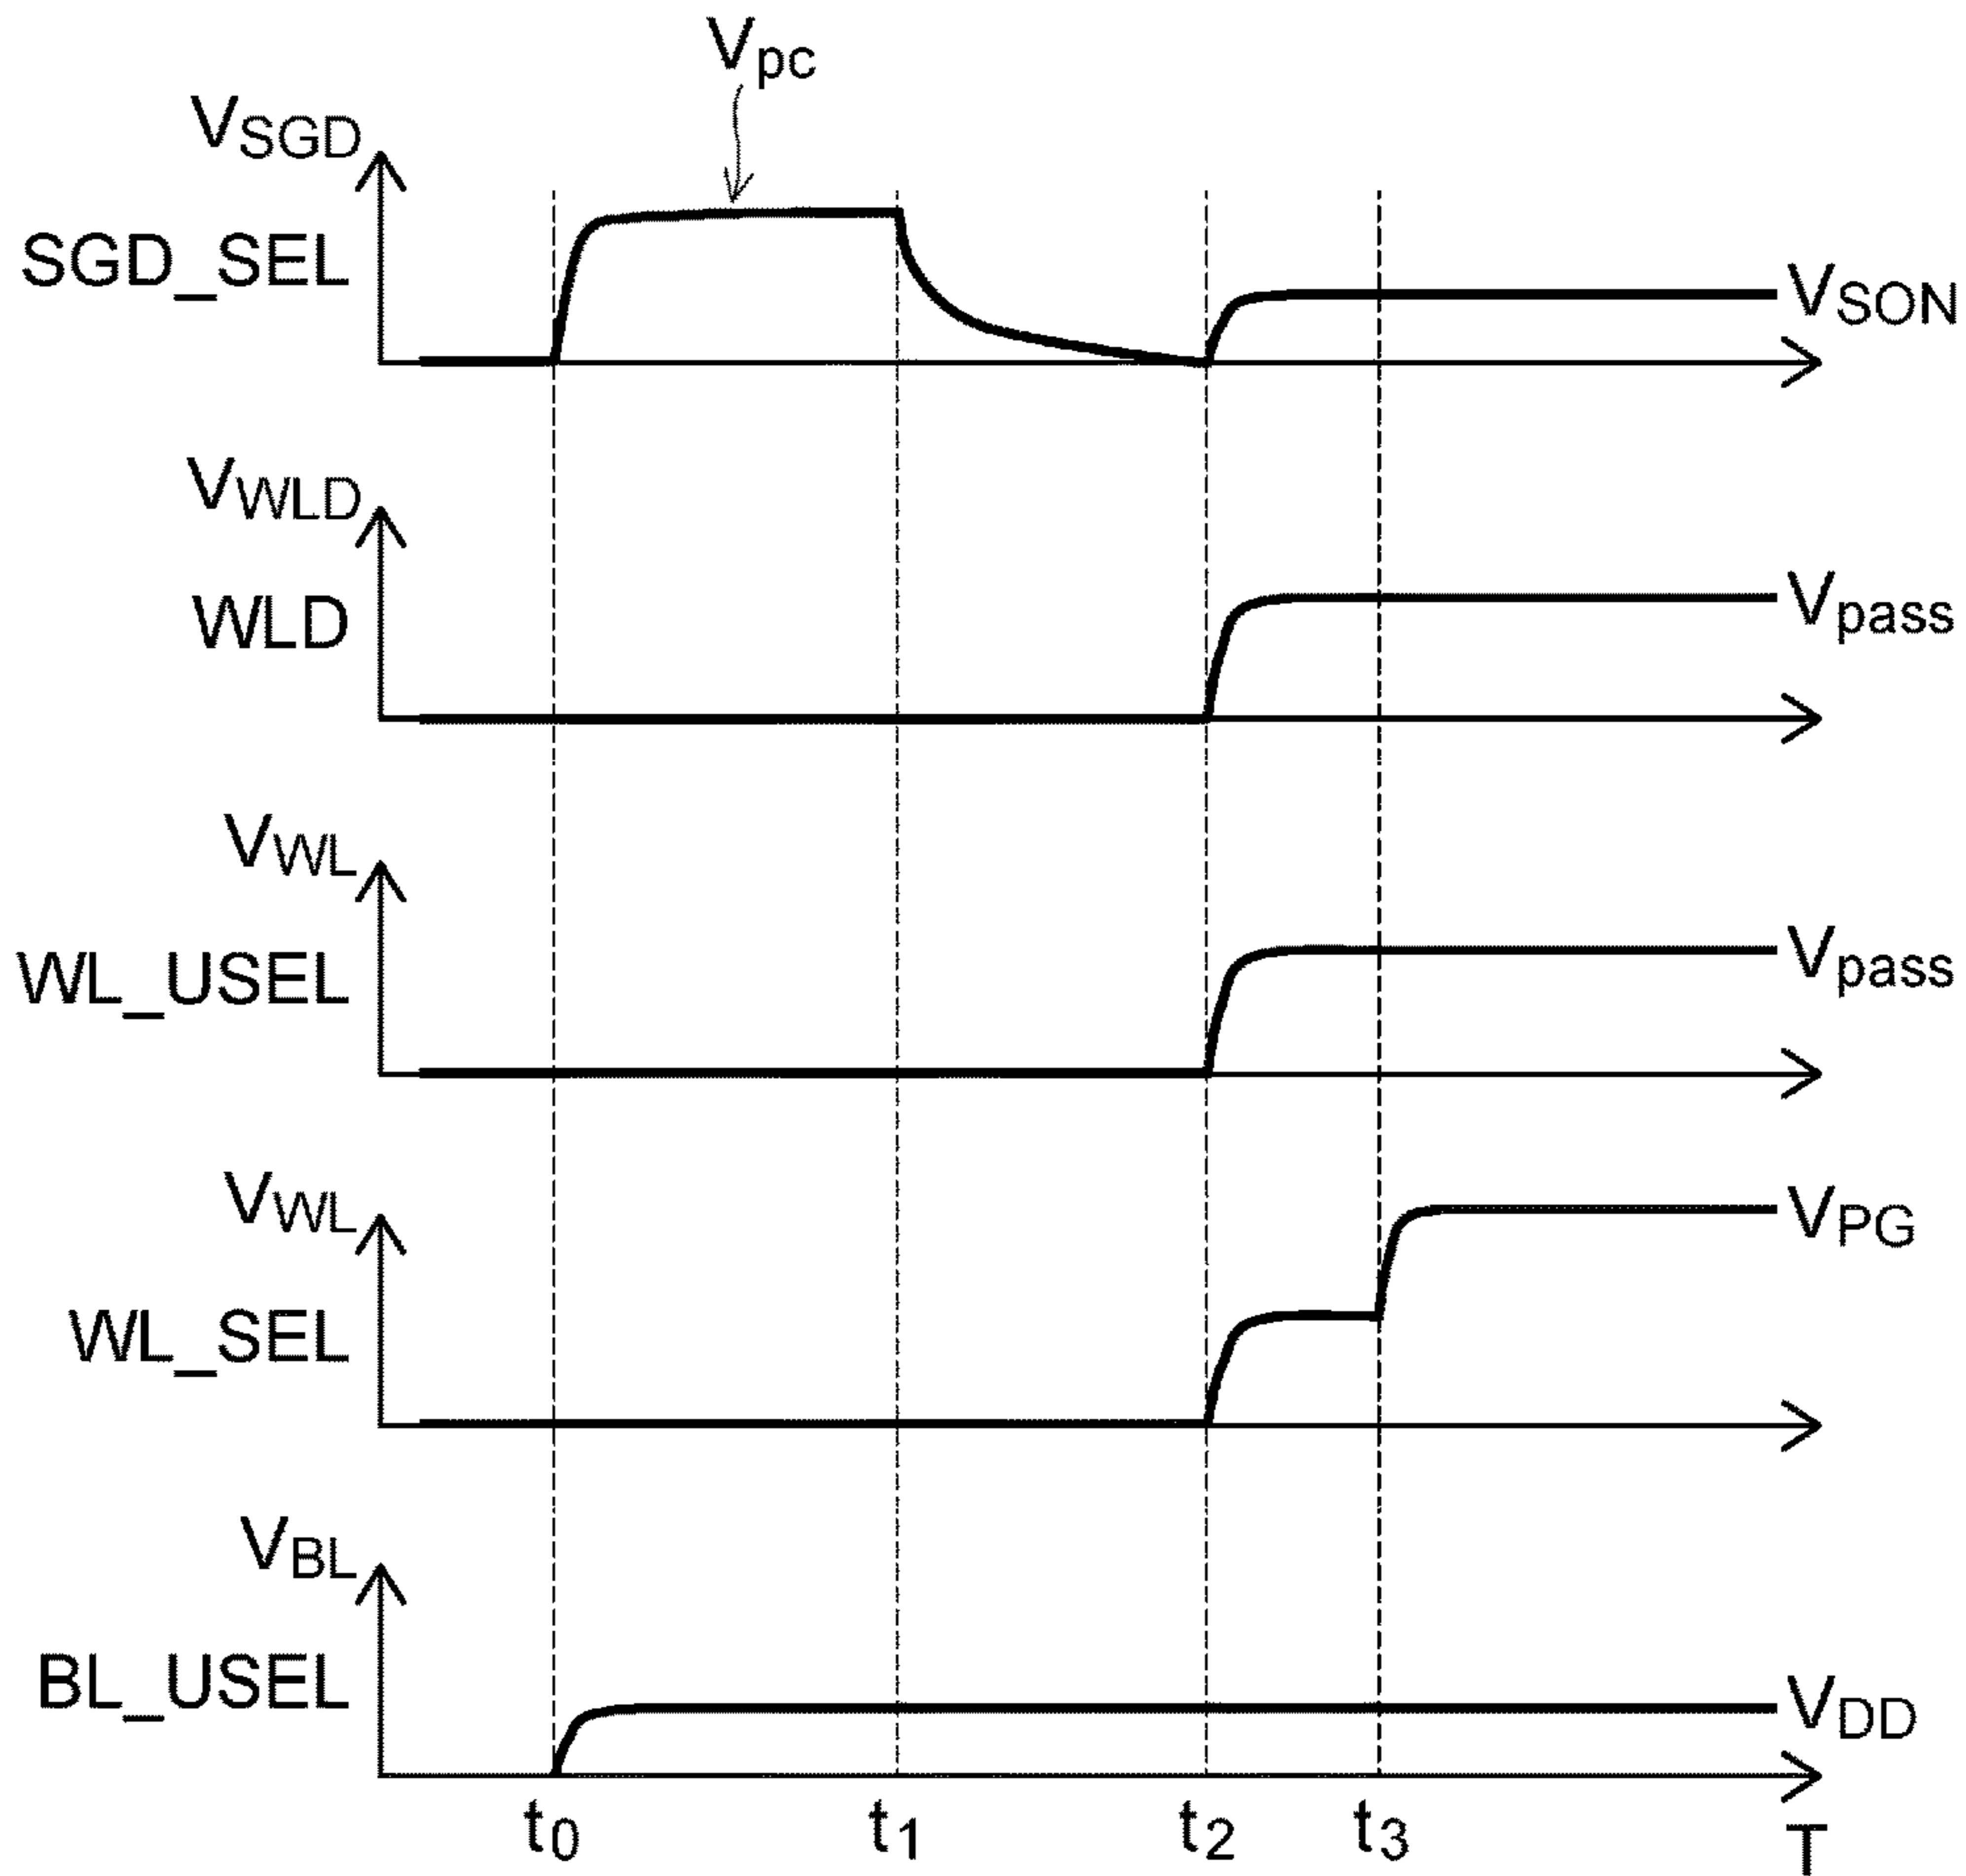 Vpc
VSGD
SGD_SEL
VSON
VWLD
WLD
Vpass
VWL
WL_USEL
Vpass
VWL
WL_SEL
VPG
VBL
BL_USEL
VDD
t0 t1 t2 t3 T